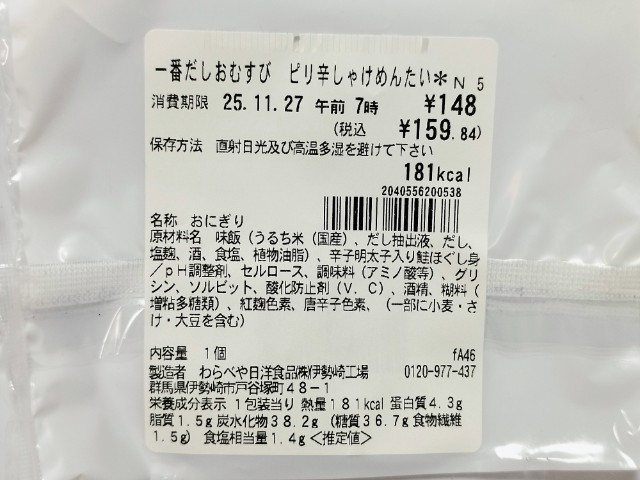 一番だしおむすび ピリ辛しゃけめんたい* N 5
消費期限 25.11.27 午前 7時 ¥148
(税込 ¥159.84)
保存方法 直射日光及び高温多湿を避けて下さい
181kcal
2040556200538
名称 おにぎり
原材料名 味飯(うるち米(国産)、だし抽出液、だし、
塩麹、酒、食塩、植物油脂)、辛子明太子入り鮭ほぐし身
/pH調整剤、セルロース、調味料(アミノ酸等)、グリ
シン、ソルビット、酸化防止剤(V.C)、酒精、糊料(
増粘多糖類)、紅麹色素、唐辛子色素、(一部に小麦・さ
け・大豆を含む)
内容量 1個 fA46
製造者 わらべや日洋食品㈱伊勢崎工場 0120-977-437
群馬県伊勢崎市戸谷塚町48-1
栄養成分表示 1包装当り 熱量181kcal 蛋白質4.3g
脂質1.5g 炭水化物38.2g (糖質36.7g 食物繊維
1.5g) 食塩相当量1.4g<推定値>